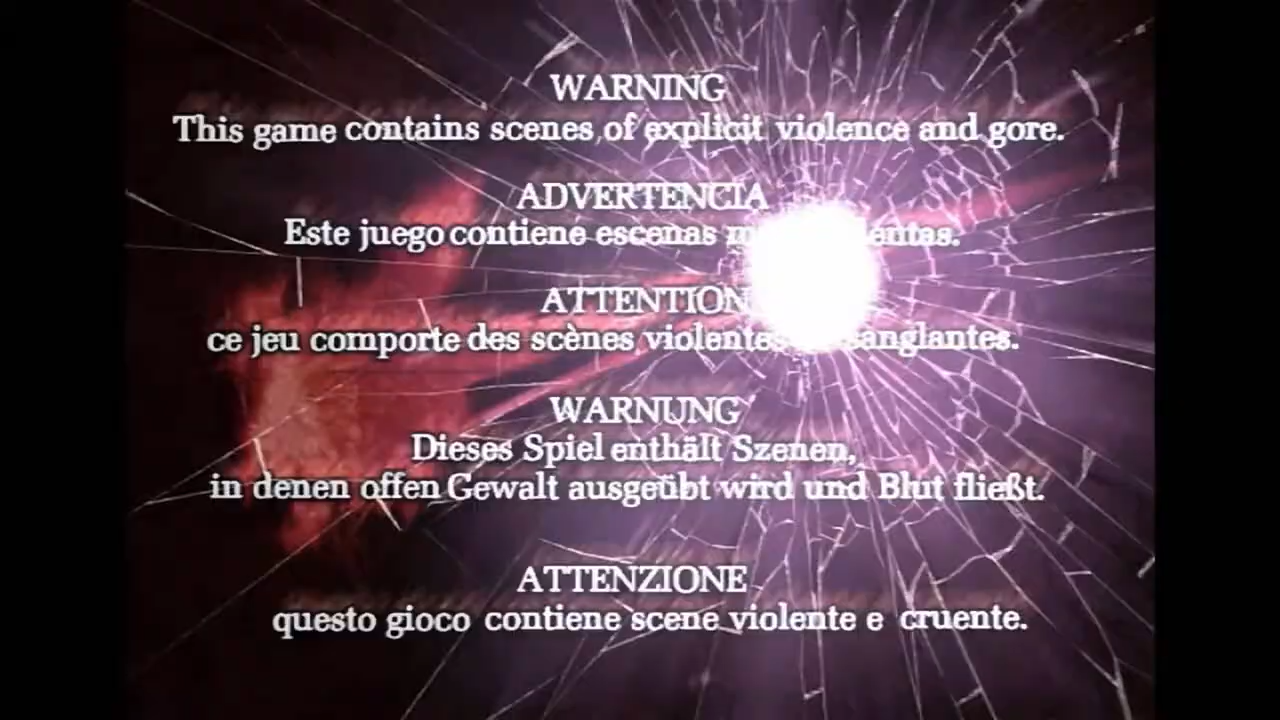 WARNING
This game contains scenes of explicit violence and gore.
ADVERTENCIA
Este juego contiene escenas
ATTENTION
ce jeu comporte des scènes violentes sanglantes.
WARNUNG
Dieses Spiel enthält Szenen,
in denen offen Gewalt ausgeübt wird und Blut fließt.
ATTENZIONE
questo gioco contiene scene violente e cruente.